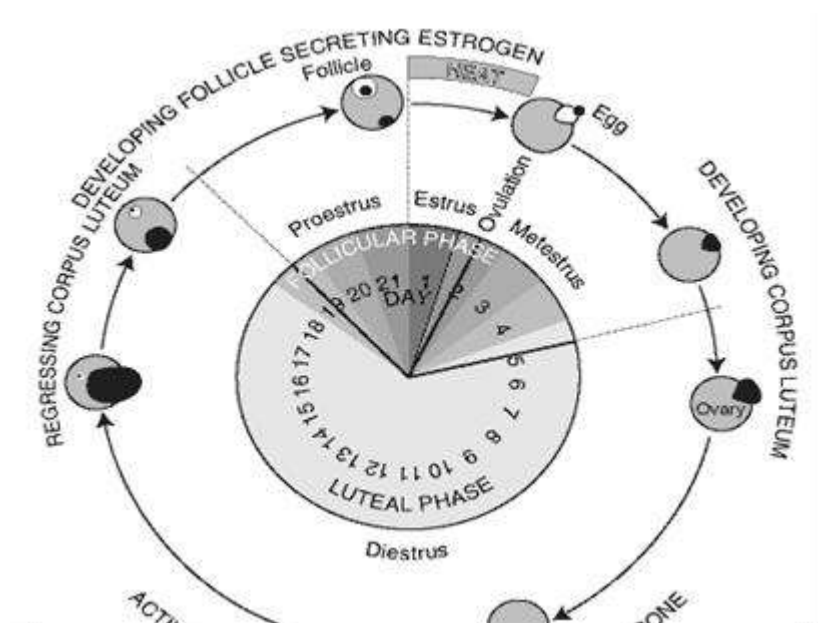 DEVELOPING FOLLICLE SECRETING ESTROGEN
HEAT
Follicle
Egg
Ovulation
Proestrus
Estrus
Metestrus
FOLLICULAR PHASE
DAY
1
2
3
4
5
6
7
8
9
10
11
12
13
14
15
16
17
18
19
20
21
LUTEAL PHASE
Diestrus
DEVELOPING CORPUS LUTEUM
Ovary
REGRESSING CORPUS LUTEUM